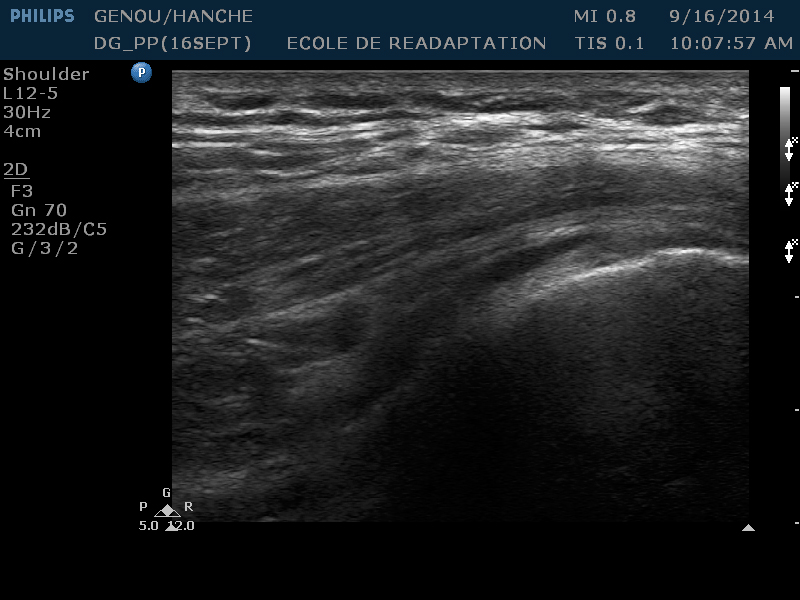 PHILIPS GENOU/HANCHE MI 0.8 9/16/2014
DG_PP(16SEPT) ECOLE DE READAPTATION TIS 0.1 10:07:57 AM
Shoulder
L12-5
30Hz
4cm
2D
F3
Gn 70
232dB/C5
G/3/2
P
G
P R
5.0 12.0